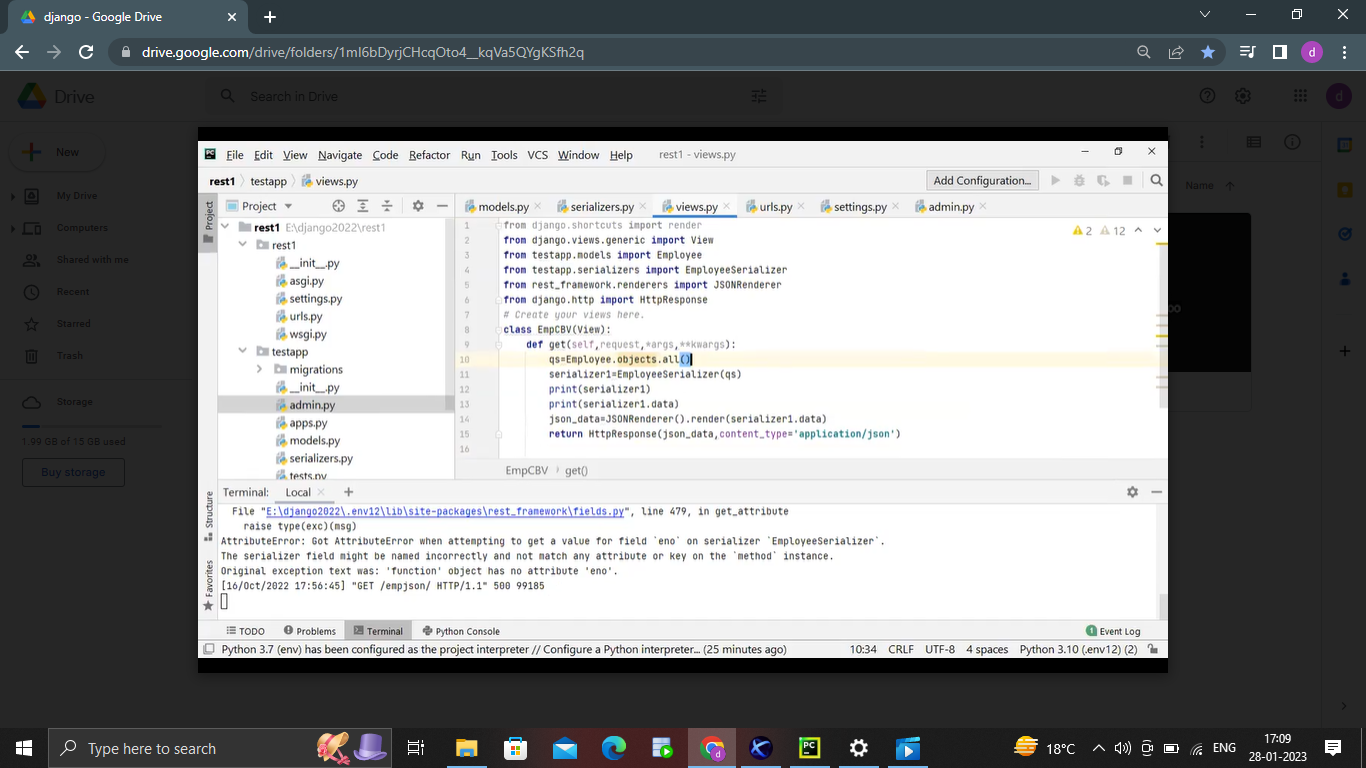 django - Google Drive
drive.google.com/drive/folders/1ml6bDyrjCHcqOto4__kqVa5QYgKSfh2q
d
Drive
Search in Drive
d
New
My Drive
Computers
Shared with me
Recent
Starred
Trash
Storage
1.99 GB of 15 GB used
Buy storage
Name
File Edit View Navigate Code Refactor Run Tools VCS Window Help rest1 - views.py
rest1 testapp views.py
Add Configuration...
Project
Project
rest1 E:\django2022\rest1
rest1
__init__.py
asgi.py
settings.py
urls.py
wsgi.py
testapp
migrations
__init__.py
admin.py
apps.py
models.py
serializers.py
tests.py
models.py serializers.py views.py urls.py settings.py admin.py
2 12
1 from django.shortcuts import render
2 from django.views.generic import View
3 from testapp.models import Employee
4 from testapp.serializers import EmployeeSerializer
5 from rest_framework.renderers import JSONRenderer
6 from django.http import HttpResponse
7 # Create your views here.
8 class EmpCBV(View):
9 def get(self,request,*args,**kwargs):
10 qs=Employee.objects.all()
11 serializer1=EmployeeSerializer(qs)
12 print(serializer1)
13 print(serializer1.data)
14 json_data=JSONRenderer().render(serializer1.data)
15 return HttpResponse(json_data,content_type='application/json')
16
EmpCBV get()
Structure
Favorites
Terminal: Local
File "E:\django2022\.env12\lib\site-packages\rest_framework\fields.py", line 479, in get_attribute
raise type(exc)(msg)
AttributeError: Got AttributeError when attempting to get a value for field `eno` on serializer `EmployeeSerializer`.
The serializer field might be named incorrectly and not match any attribute or key on the `method` instance.
Original exception text was: 'function' object has no attribute 'eno'.
[16/Oct/2022 17:56:45] "GET /empjson/ HTTP/1.1" 500 99185
TODO Problems Terminal Python Console 1 Event Log
Python 3.7 (env) has been configured as the project interpreter // Configure a Python interpreter... (25 minutes ago) 10:34 CRLF UTF-8 4 spaces Python 3.10 (.env12) (2)
Type here to search
18°C
ENG
17:09
28-01-2023